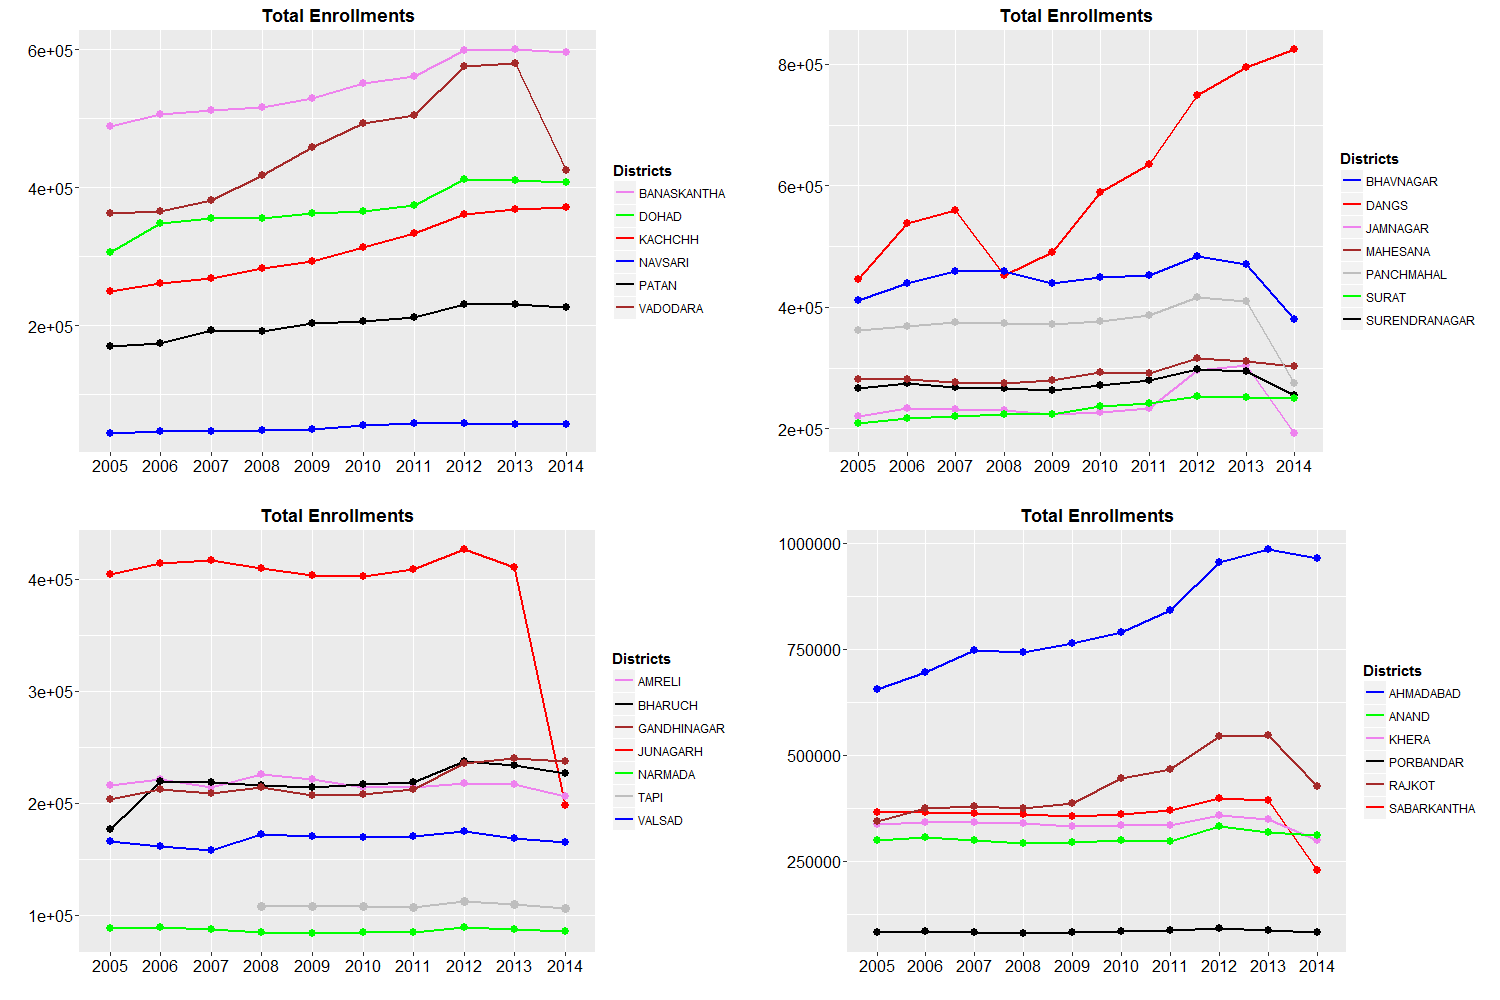 Total Enrollments
6e+05
4e+05
2e+05
2005 2006 2007 2008 2009 2010 2011 2012 2013 2014
Districts
BANASKANTHA
DOHAD
KACHCHH
NAVSARI
PATAN
VADODARA
Total Enrollments
8e+05
6e+05
4e+05
2e+05
2005 2006 2007 2008 2009 2010 2011 2012 2013 2014
Districts
BHAVNAGAR
DANGS
JAMNAGAR
MAHESANA
PANCHMAHAL
SURAT
SURENDRANAGAR
Total Enrollments
4e+05
3e+05
2e+05
1e+05
2005 2006 2007 2008 2009 2010 2011 2012 2013 2014
Districts
AMRELI
BHARUCH
GANDHINAGAR
JUNAGARH
NARMADA
TAPI
VALSAD
Total Enrollments
1000000
750000
500000
250000
2005 2006 2007 2008 2009 2010 2011 2012 2013 2014
Districts
AHMADABAD
ANAND
KHERA
PORBANDAR
RAJKOT
SABARKANTHA